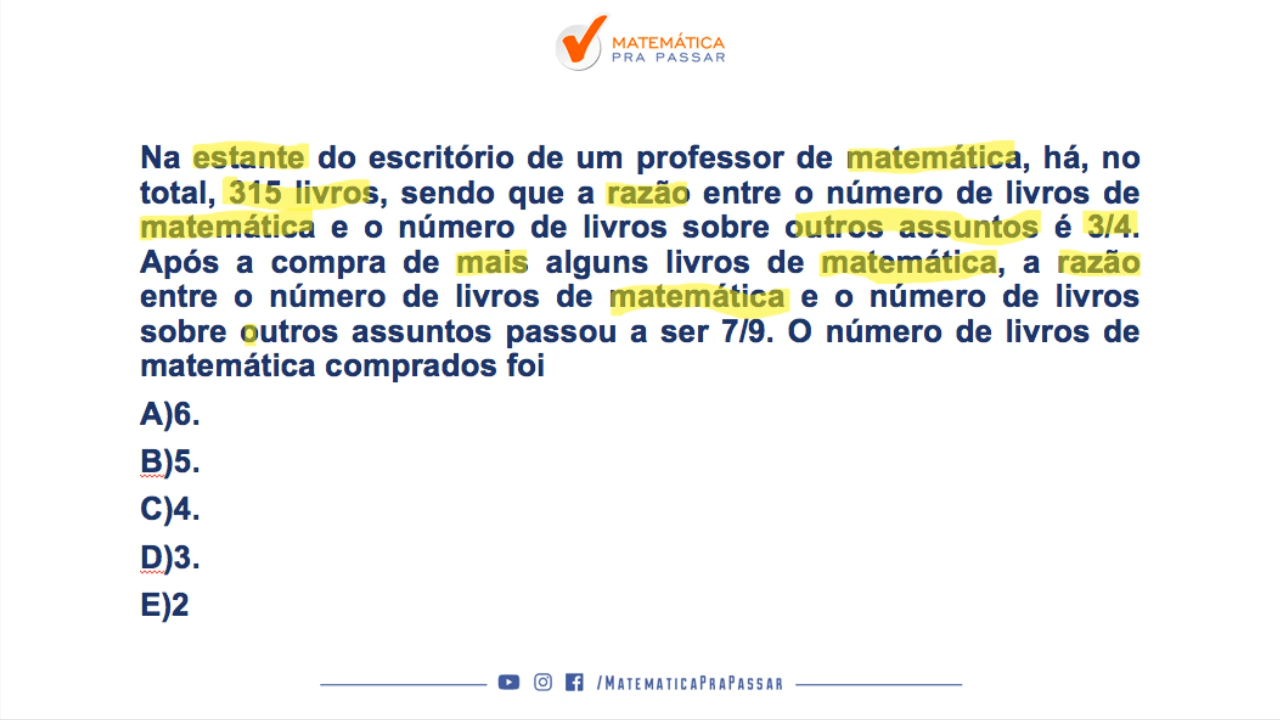 MATEMÁTICA
PRA PASSAR
Na estante do escritório de um professor de matemática, há, no
total, 315 livros, sendo que a razão entre o número de livros de
matemática e o número de livros sobre outros assuntos é 3/4.
Após a compra de mais alguns livros de matemática, a razão
entre o número de livros de matemática e o número de livros
sobre outros assuntos passou a ser 7/9. O número de livros de
matemática comprados foi
A)6.
B)5.
C)4.
D)3.
E)2
/MATEMATICAPRAPASSAR